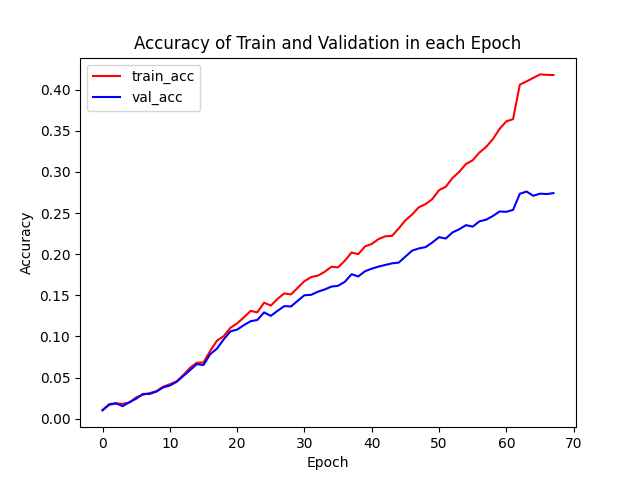 Accuracy of Train and Validation in each Epoch
train_acc
val_acc
0.40
0.35
0.30
0.25
0.20
0.15
0.10
0.05
0.00
Accuracy
0 10 20 30 40 50 60 70
Epoch